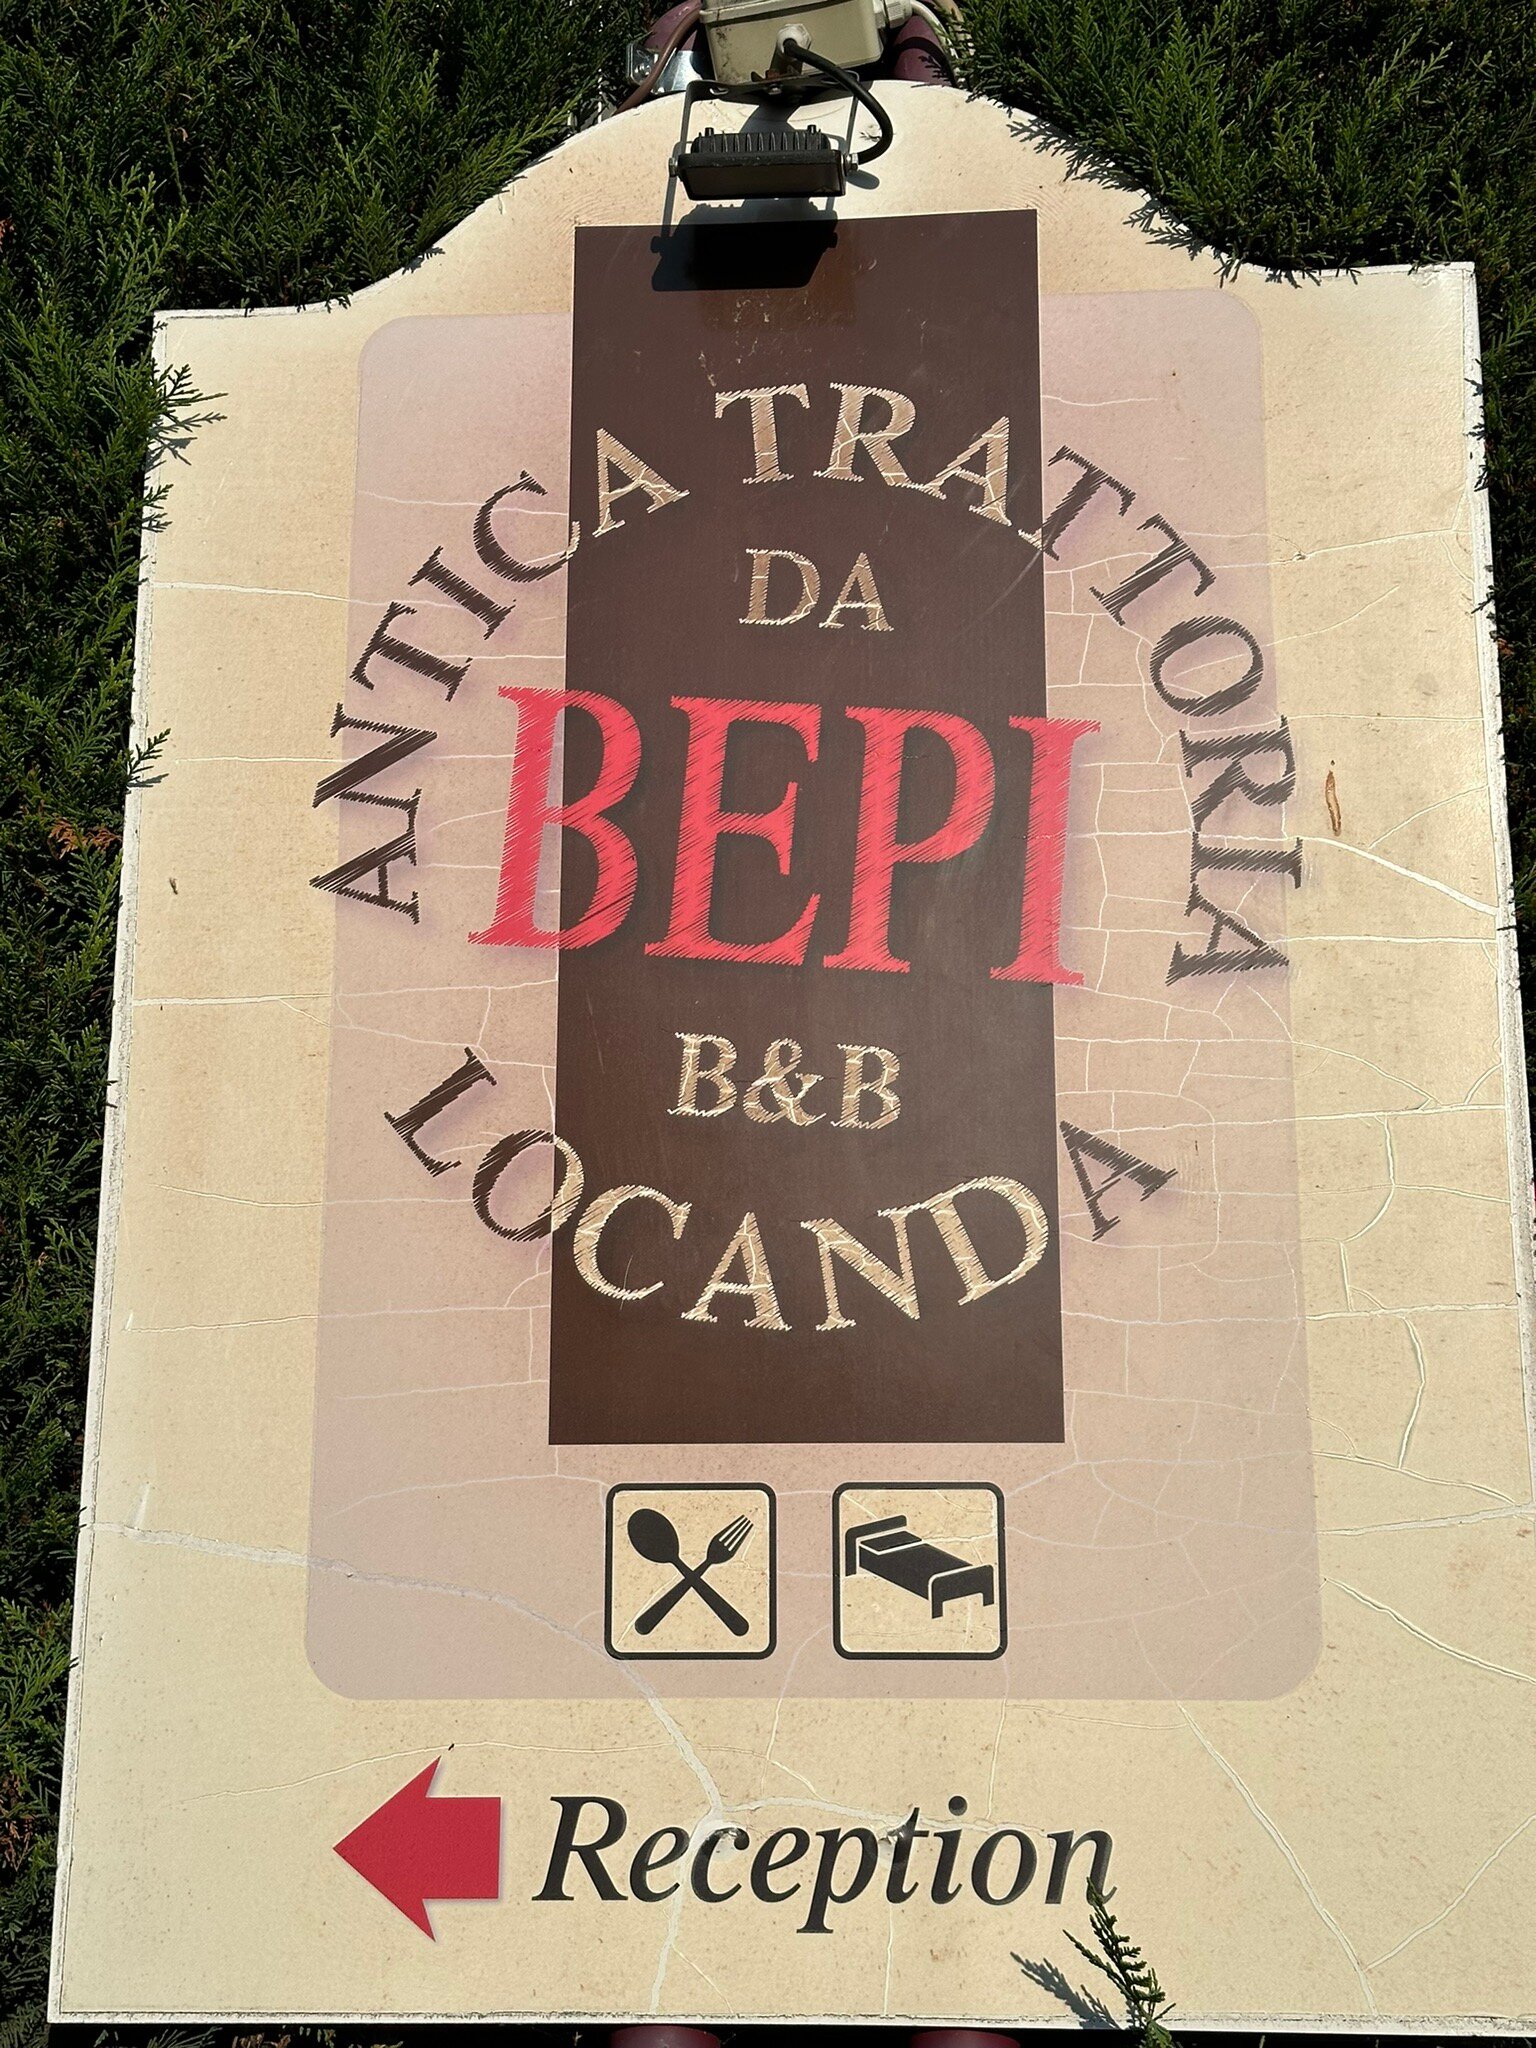 ANTICA TRATTORIA
DA
BEPI
B&B
LOCANDA
Reception